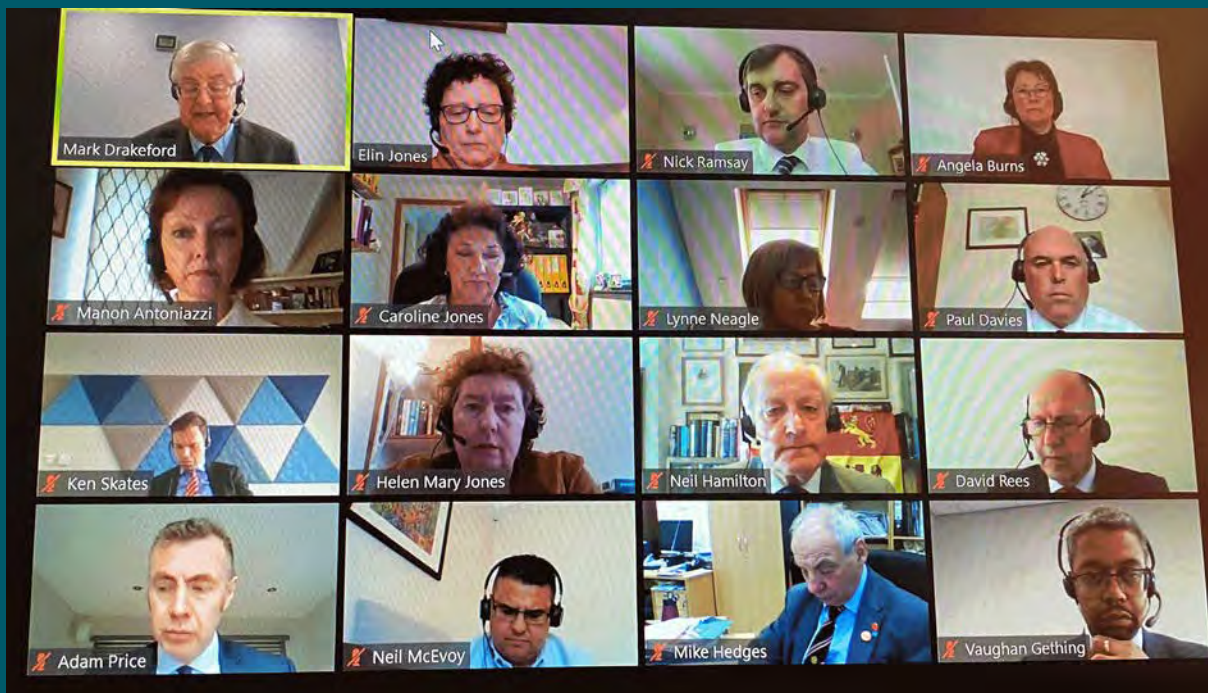 Mark Drakeford
Elin Jones
Nick Ramsay
Angela Burns
Manon Antoniazzi
Caroline Jones
Lynne Neagle
Paul Davies
Ken Skates
Helen Mary Jones
Neil Hamilton
David Rees
Adam Price
Neil McEvoy
Mike Hedges
Vaughan Gething